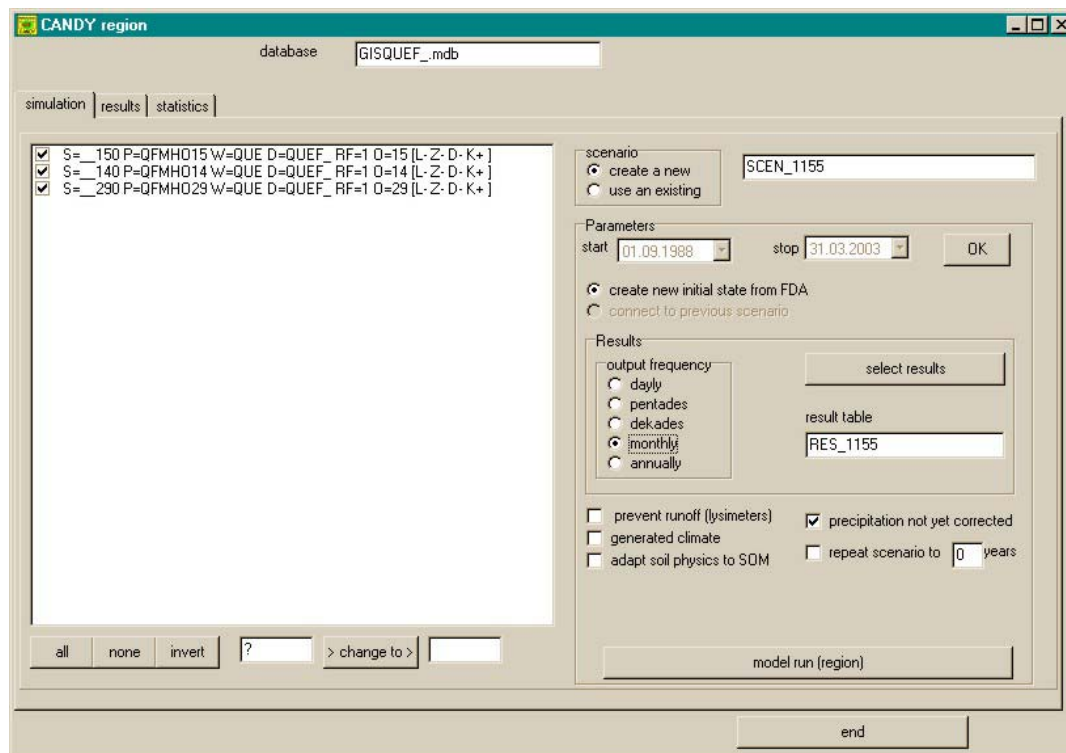 CANDY region
database GISQUEF_.mdb
simulation results statistics
S=__150 P=QFMHO15 W=QUE D=QUEF_ RF=1 O=15 [L- Z- D- K+ ]
S=__140 P=QFMHO14 W=QUE D=QUEF_ RF=1 O=14 [L- Z- D- K+ ]
S=__290 P=QFMHO29 W=QUE D=QUEF_ RF=1 O=29 [L- Z- D- K+ ]
all none invert ? > change to >
scenario
create a new
use an existing
SCEN_1155
Parameters
start 01.09.1988 stop 31.03.2003 OK
create new initial state from FDA
connect to previous scenario
Results
output frequency
dayly
pentades
dekades
monthly
annually
select results
result table
RES_1155
prevent runoff (lysimeters)
generated climate
adapt soil physics to SOM
precipitation not yet corrected
repeat scenario to 0 years
model run (region)
end